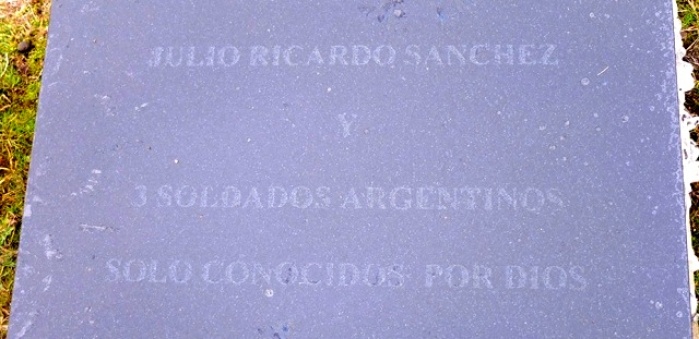 JULIO RICARDO SANCHEZ
Y
3 SOLDADOS ARGENTINOS
SOLO CONOCIDOS POR DIOS